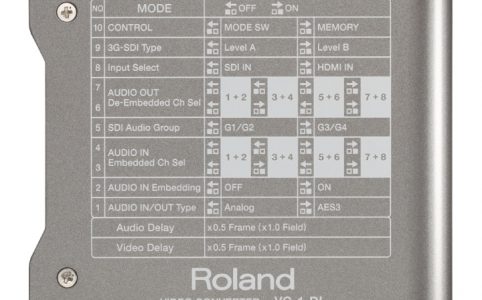 NO. MODE OFF ON
10 CONTROL MODE SW MEMORY
9 3G-SDI Type Level A Level B
8 Input Select SDI IN HDMI IN
7 AUDIO OUT
6 De-Embedded Ch Sel 1 + 2 3 + 4 5 + 6 7 + 8
5 SDI Audio Group G1/G2 G3/G4
4 AUDIO IN
3 Embedded Ch Sel 1 + 2 3 + 4 5 + 6 7 + 8
2 AUDIO IN Embedding OFF ON
1 AUDIO IN/OUT Type Analog AES3
Audio Delay x0.5 Frame (x1.0 Field)
Video Delay x0.5 Frame (x1.0 Field)
Roland
VIDEO CONVERTER